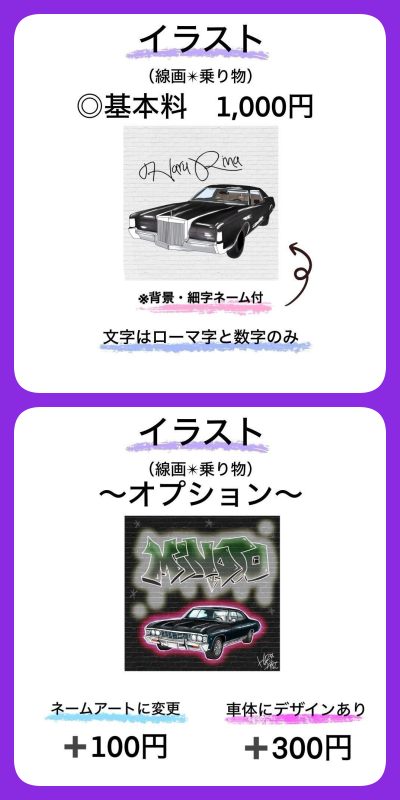 イラスト
（線画✴乗り物）
◎基本料 1,000円
Haru Rina
※背景・細字ネーム付
文字はローマ字と数字のみ
イラスト
（線画✴乗り物）
〜オプション〜
MiNATO
ネームアートに変更
車体にデザインあり
＋100円
＋300円